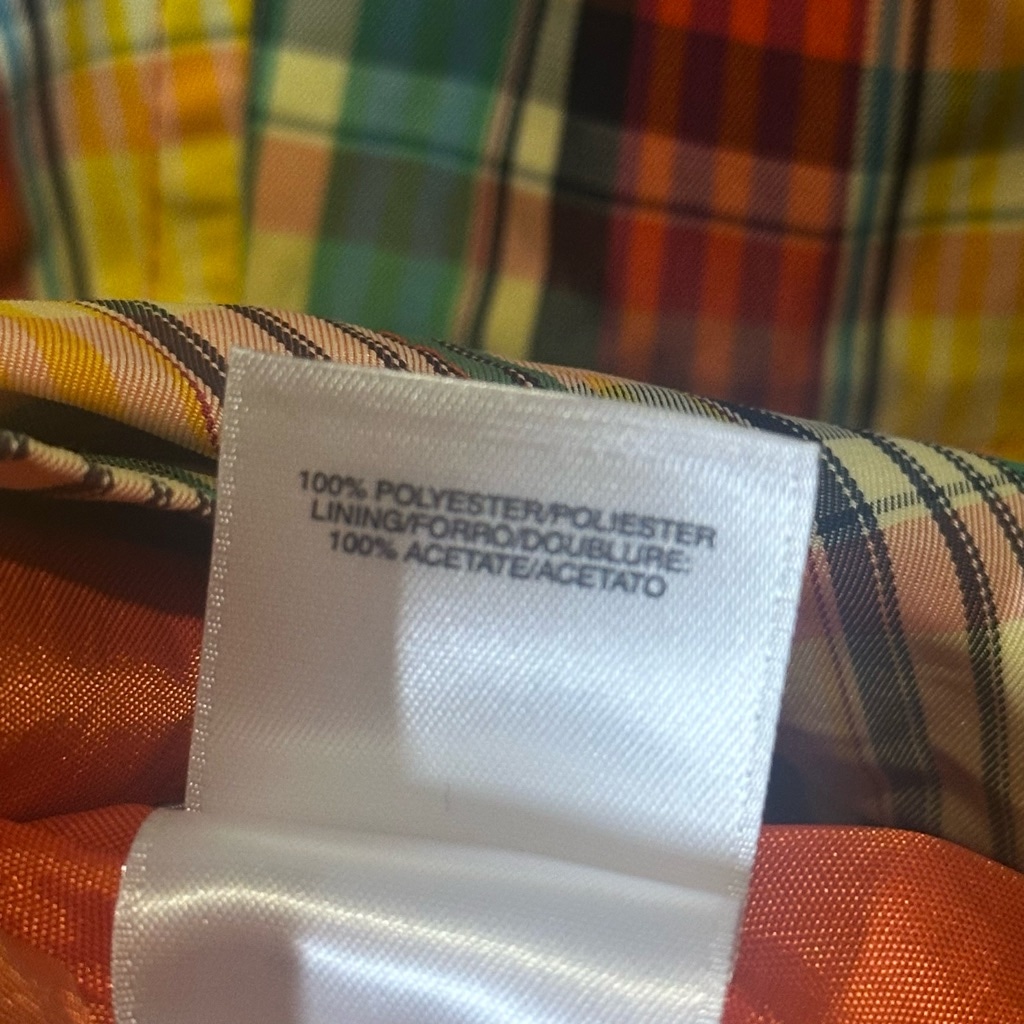 100% POLYESTER/POLIESTER
LINING/FORRO/DOUBLURE:
100% ACETATE/ACETATO